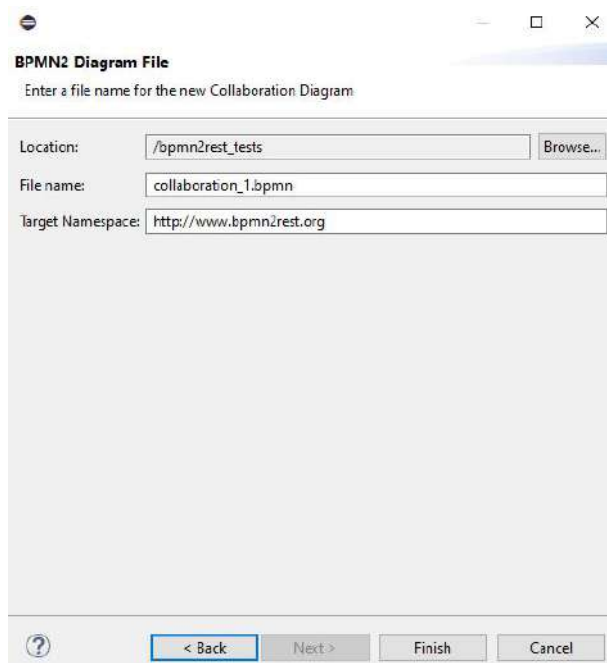 BPMN2 Diagram File
Enter a file name for the new Collaboration Diagram
Location: /bpmn2rest_tests Browse...
File name: collaboration_1.bpmn
Target Namespace: http://www.bpmn2rest.org
? < Back Next > Finish Cancel